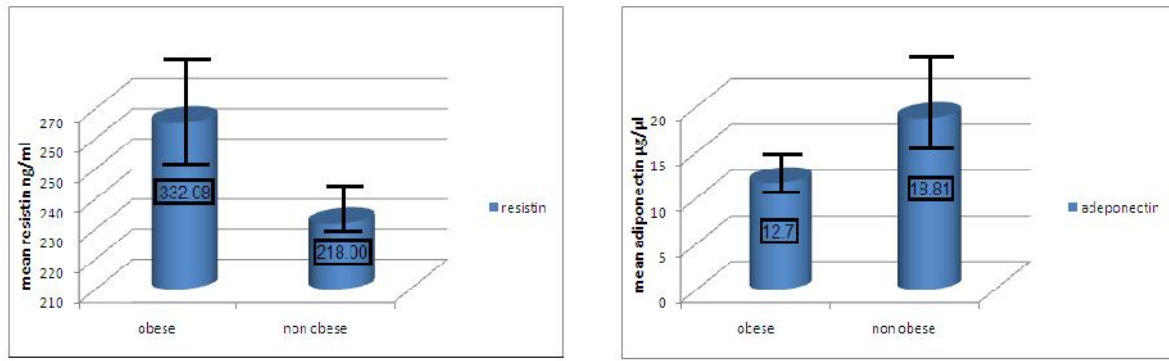 mean resistin ng/ml
270
260
250
240
230
220
210
332.08
218.00
obese
non obese
resistin
mean adiponectin µg/µl
20
15
10
5
0
12.7
18.81
obese
non obese
adeponectin